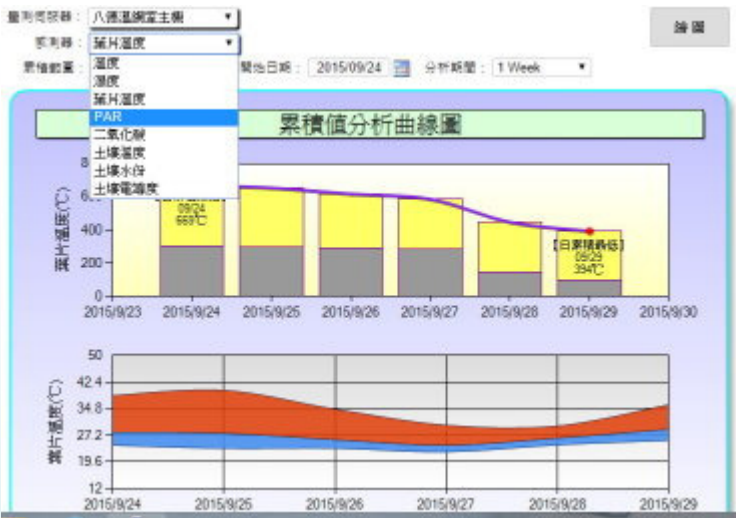 量測伺服器： 八德溫網室主機
繪圖
感測器： 葉片溫度
累積範圍： 開始日期： 2015/09/24 分析期間： 1 Week
溫度
濕度
葉片溫度
PAR
二氧化碳
土壤溫度
土壤水份
土壤電導度
累積值分析曲線圖
葉片溫度(℃)
400
200
0
09/24
669℃
【日累積最低】
09/29
394℃
2015/9/23 2015/9/24 2015/9/25 2015/9/26 2015/9/27 2015/9/28 2015/9/29 2015/9/30
葉片溫度(℃)
50
42.4
34.8
27.2
19.6
12
2015/9/24 2015/9/25 2015/9/26 2015/9/27 2015/9/28 2015/9/29